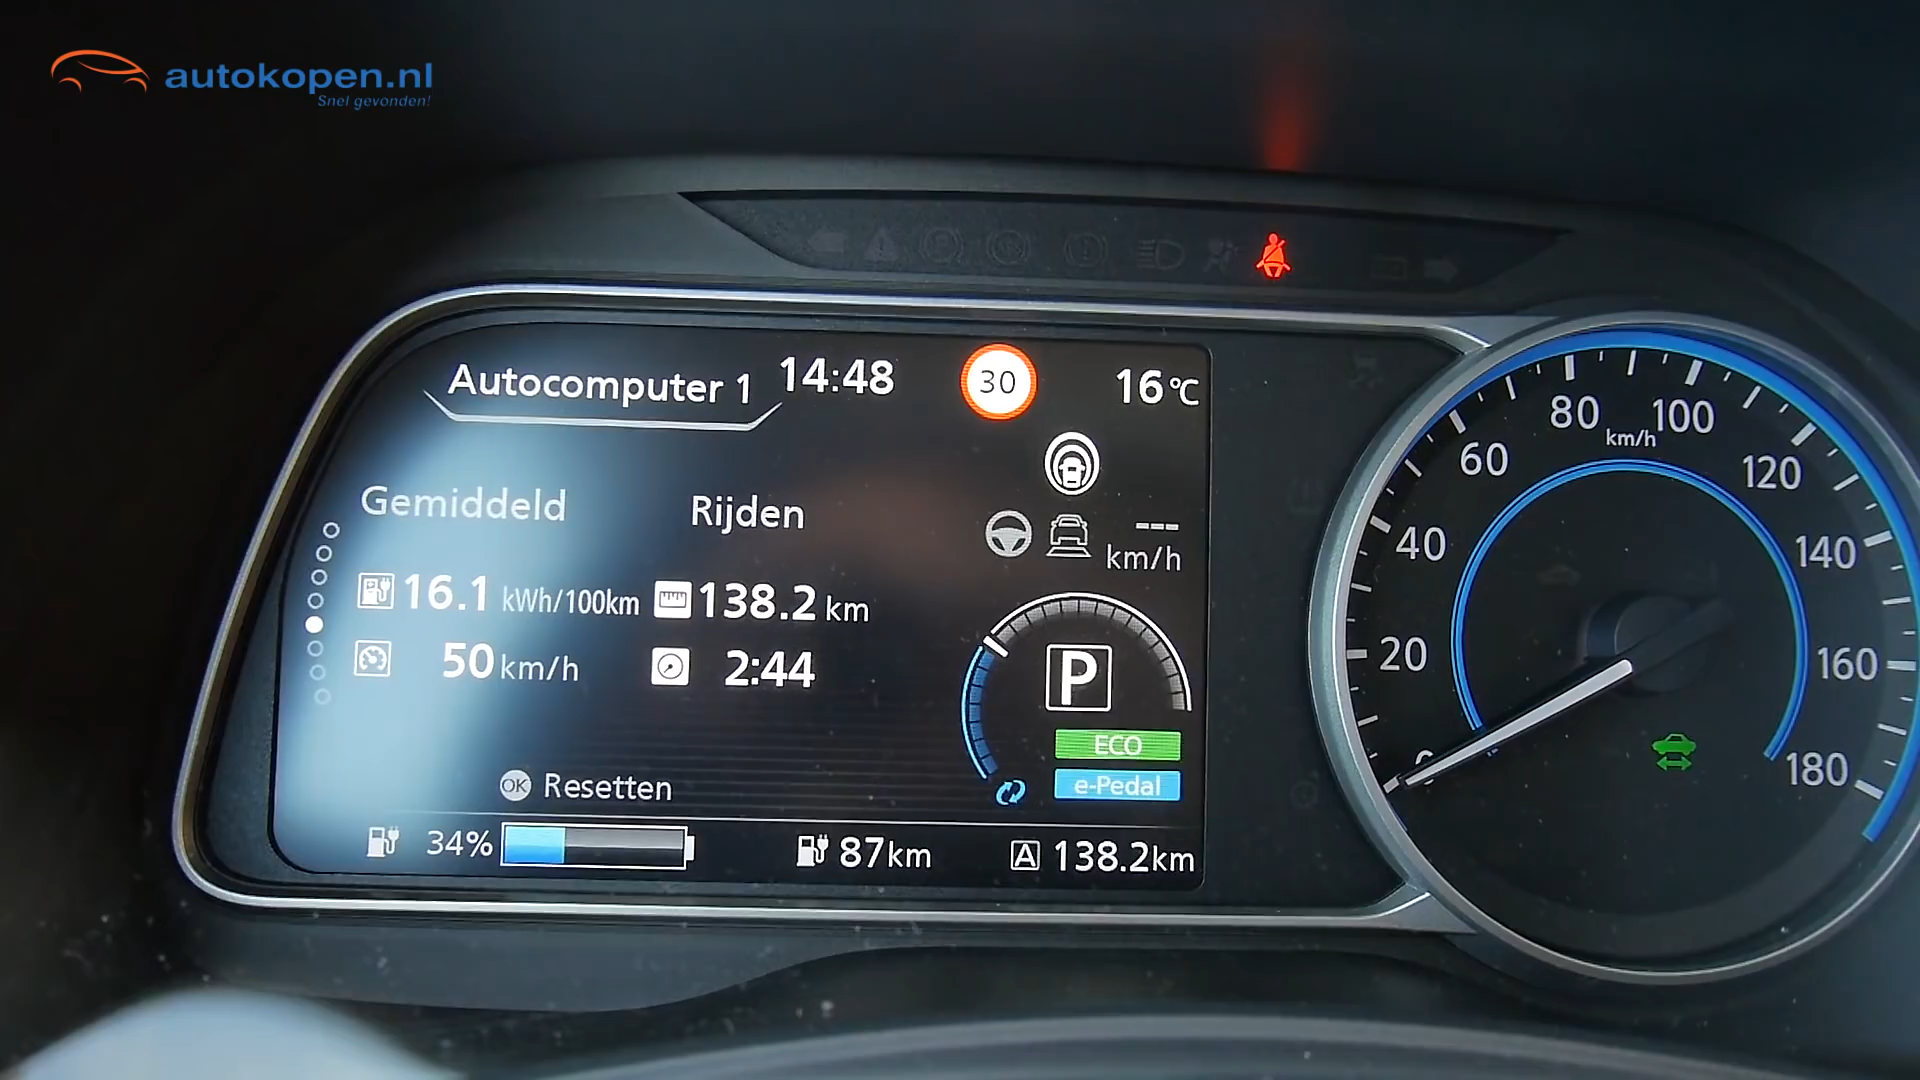 autokopen.nl
Snel gevonden!
Autocomputer 1
14:48
30
16°C
Gemiddeld
Rijden
16.1 kWh/100km
138.2 km
--- km/h
50 km/h
2:44
P
ECO
e-Pedal
OK Resetten
34%
87km
A 138.2km
0
20
40
60
80
100
120
140
160
180
km/h